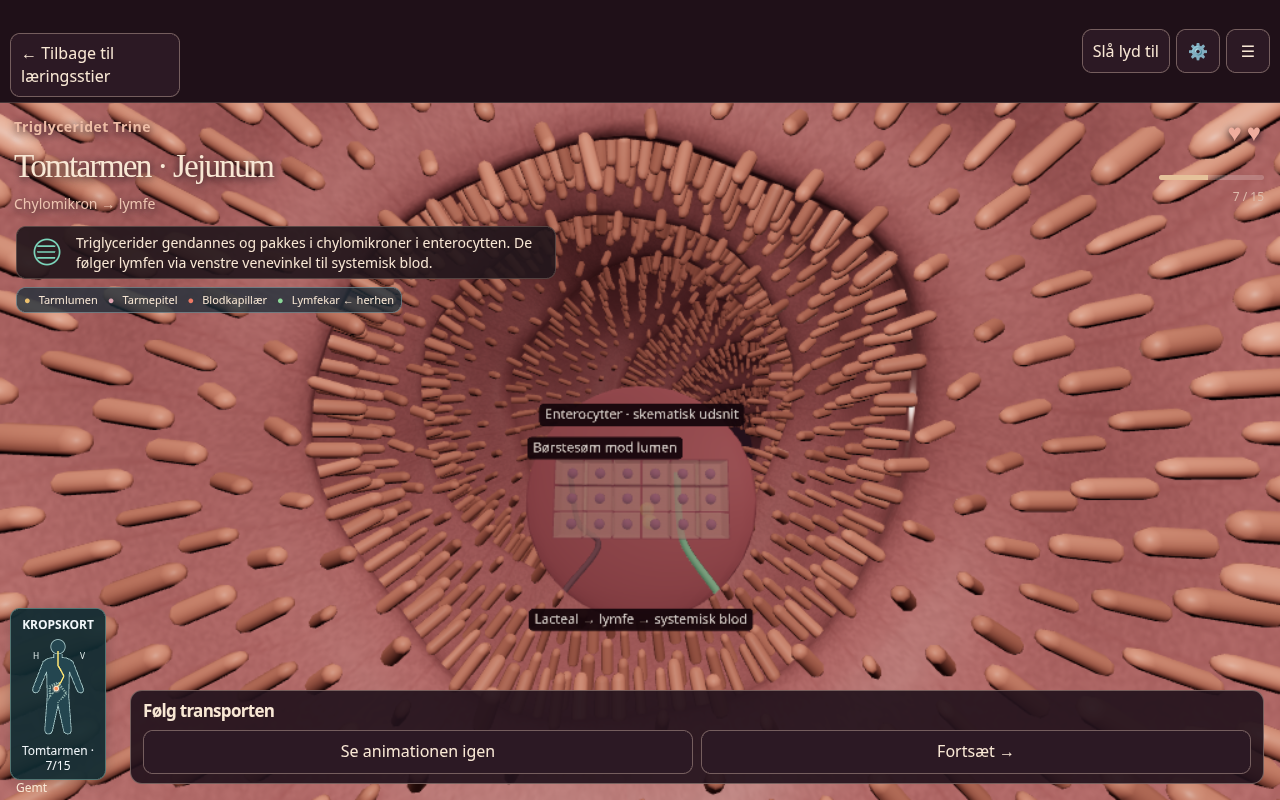 ← Tilbage til
læringsstier
Slå lyd til
Triglyceridet Trine
Tomtarmen · Jejunum
Chylomikron → lymfe
7 / 15
Triglycerider gendannes og pakkes i chylomikroner i enterocytten. De
følger lymfen via venstre venevinkel til systemisk blod.
Tarmlumen
Tarmepitel
Blodkapillær
Lymfekar ← herhen
Enterocytter · skematisk udsnit
Børstesøm mod lumen
Lacteal → lymfe → systemisk blod
KROPSKORT
H V
Tomtarmen ·
7/15
Gemt
Følg transporten
Se animationen igen
Fortsæt →